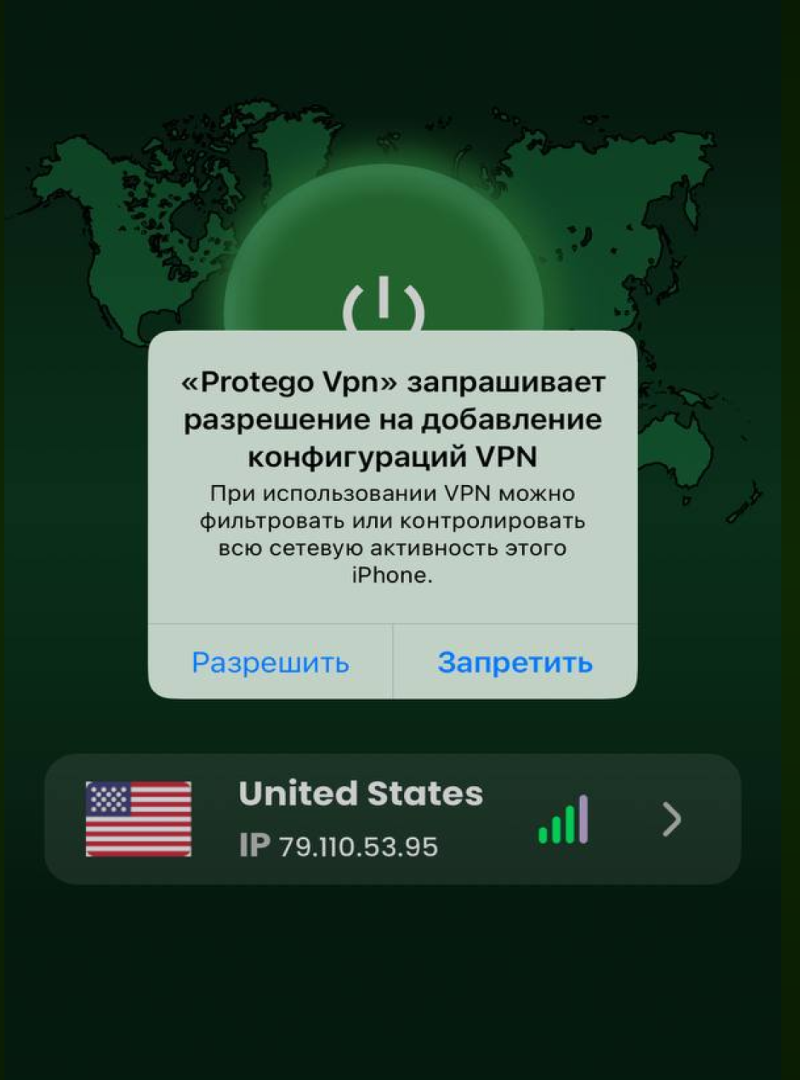 «Protego Vpn» запрашивает
разрешение на добавление
конфигураций VPN
При использовании VPN можно
фильтровать или контролировать
всю сетевую активность этого
iPhone.
Разрешить
Запретить
United States
IP 79.110.53.95